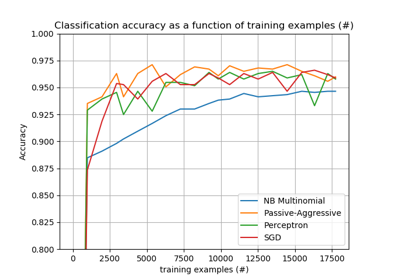 Classification accuracy as a function of training examples (#)
1.000
0.975
0.950
0.925
0.900
0.875
0.850
0.825
0.800
Accuracy
NB Multinomial
Passive-Aggressive
Perceptron
SGD
0 2500 5000 7500 10000 12500 15000 17500
training examples (#)